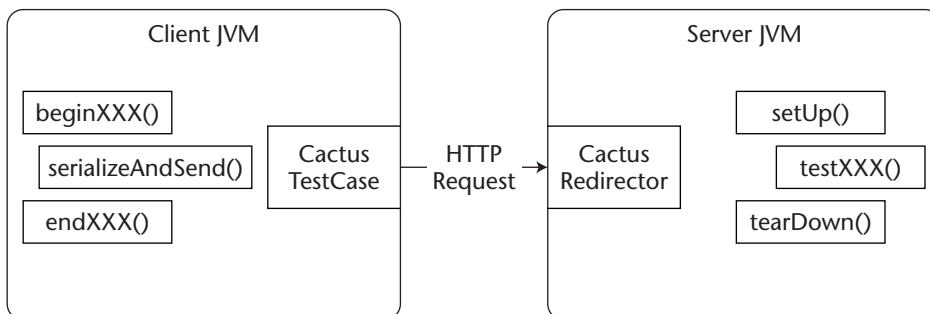 Client JVM
beginXXX()
serializeAndSend()
endXXX()
Cactus
TestCase
HTTP
Request
Server JVM
Cactus
Redirector
setUp()
testXXX()
tearDown()